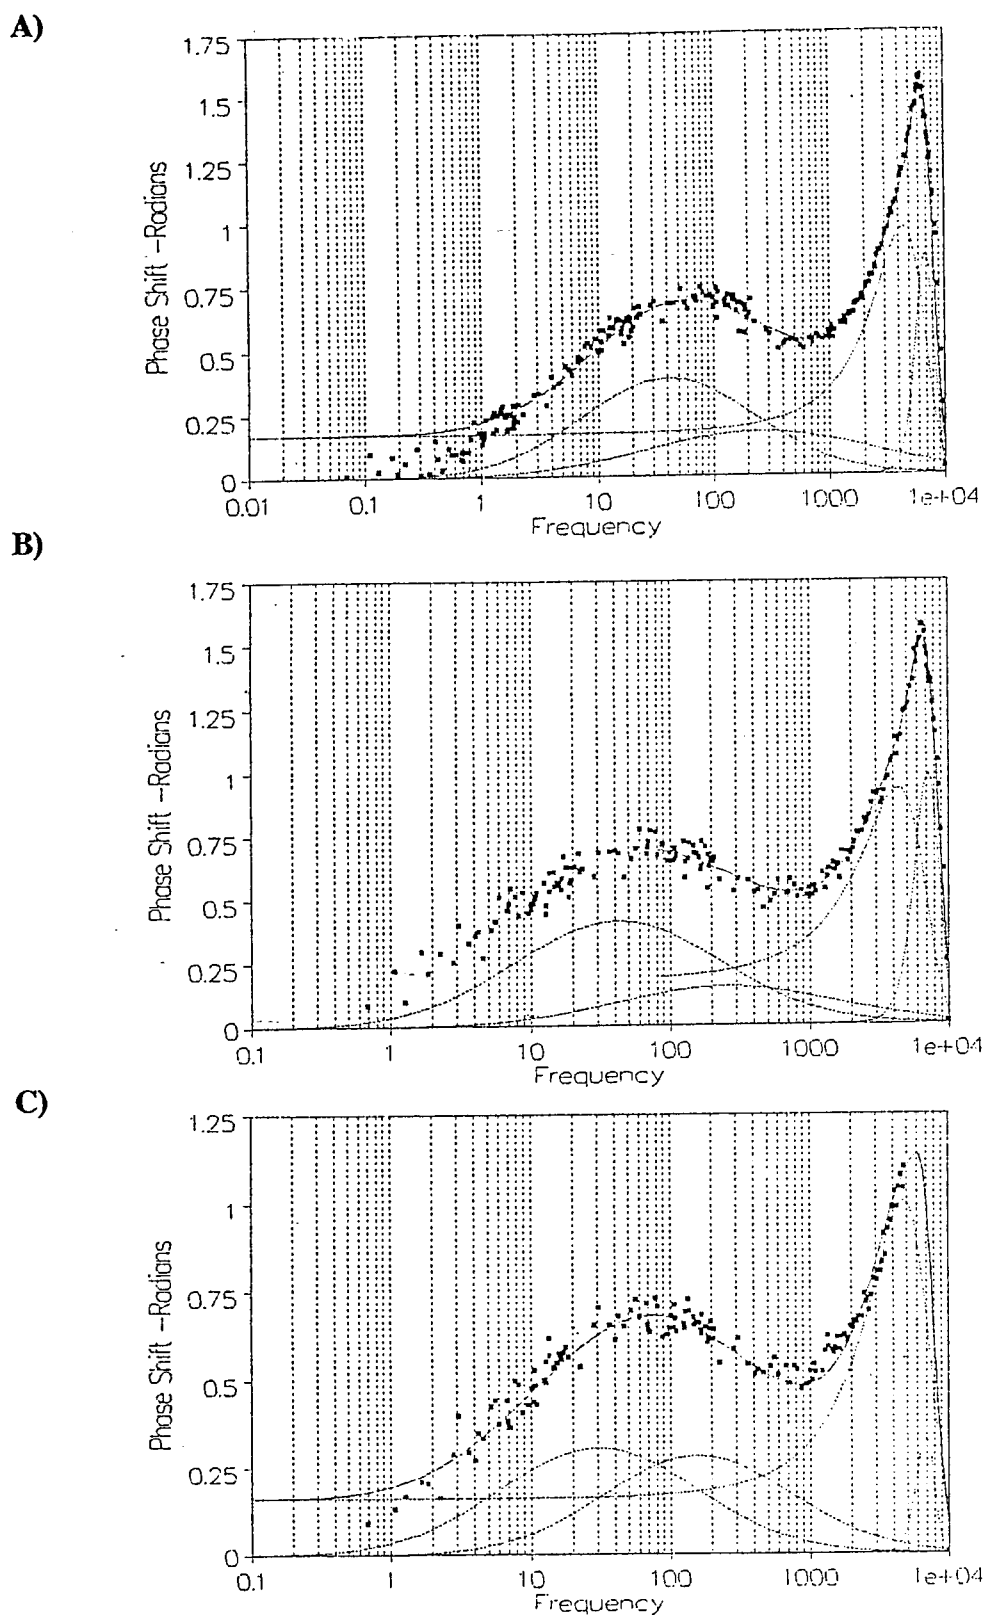 A)
1.75
1.5
1.25
1
0.75
0.5
0.25
0
Phase Shift -Radians
0.01 0.1 1 10 100 1000 1e+04
Frequency
B)
1.75
1.5
1.25
1
0.75
0.5
0.25
0
Phase Shift -Radians
0.1 1 10 100 1000 1e+04
Frequency
C)
1.25
1
0.75
0.5
0.25
0
Phase Shift -Radians
0.1 1 10 100 1000 1e+04
Frequency